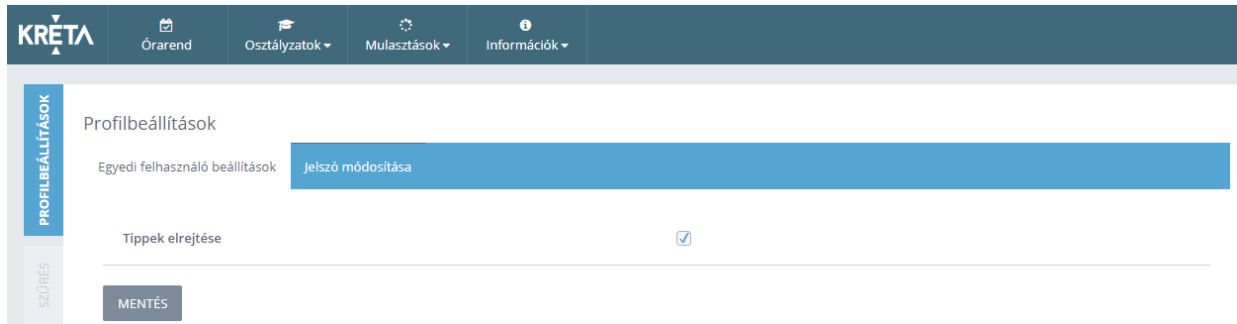 KRÉTA
Órarend
Osztályzatok
Mulasztások
Információk
PROFILBEÁLLÍTÁSOK
SZŰRÉS
Profilbeállítások
Egyedi felhasználó beállítások
Jelszó módosítása
Tippek elrejtése
MENTÉS